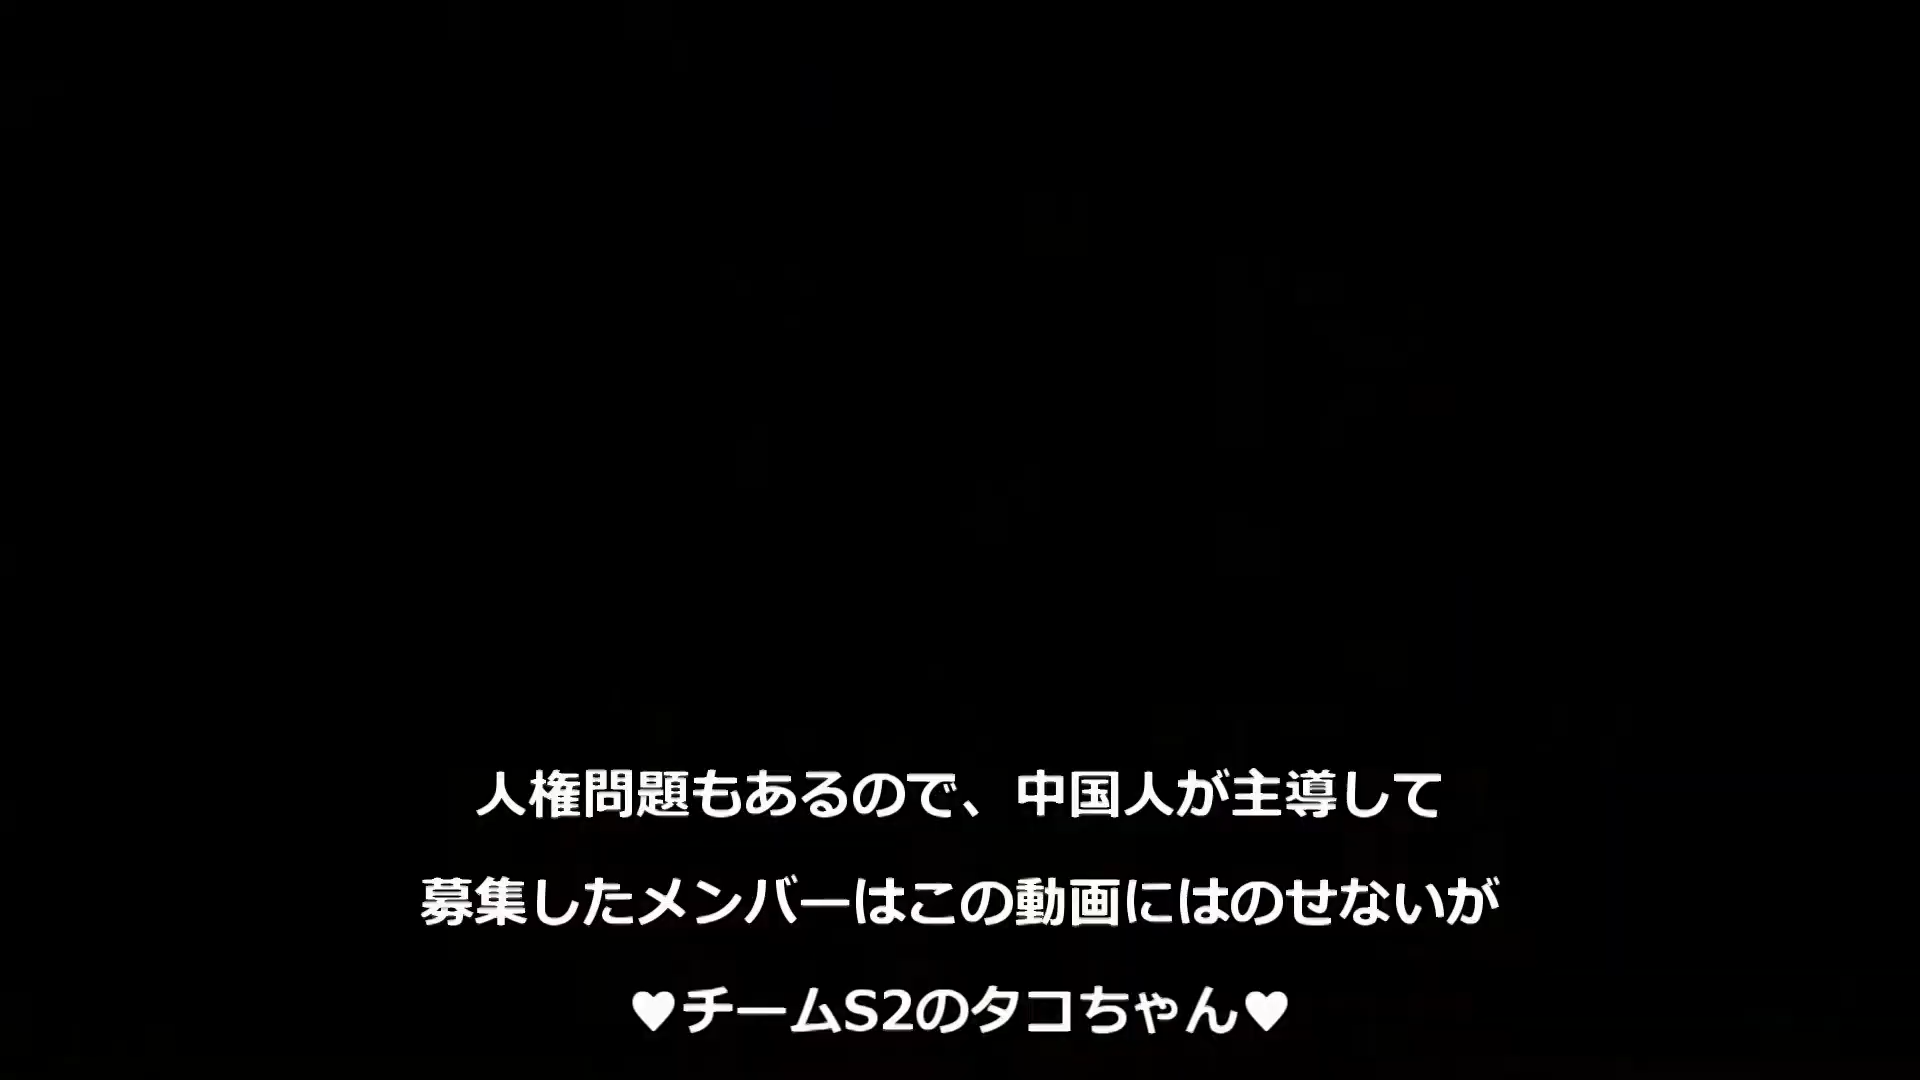 人権問題もあるので、中国人が主導して
募集したメンバーはこの動画にはのせないが
♥チームS2のタコちゃん♥